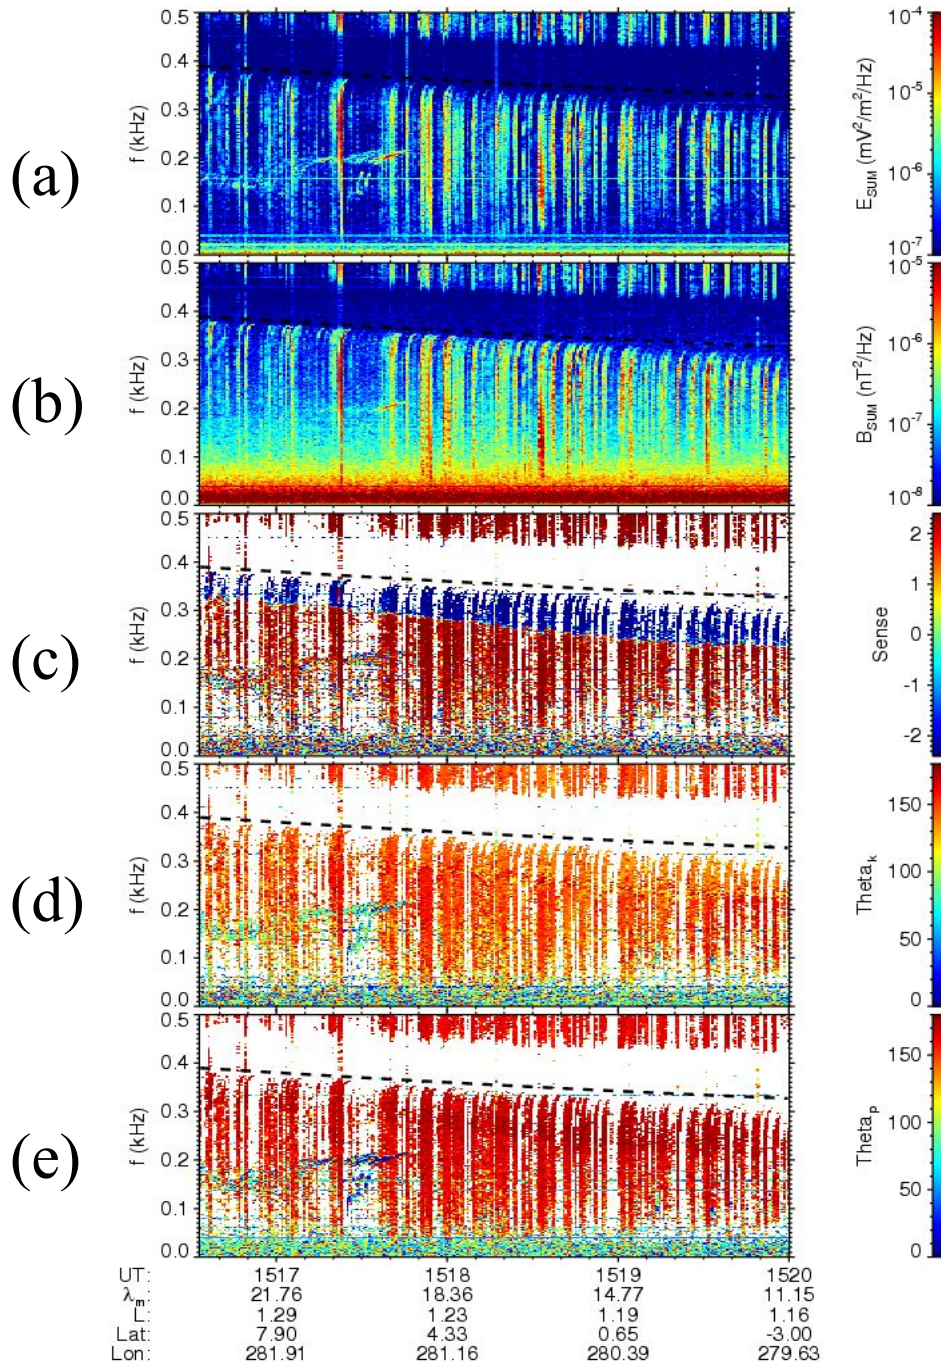 (a)
0.5
0.4
0.3
0.2
0.1
0.0
f (kHz)
10⁻⁴
10⁻⁵
10⁻⁶
10⁻⁷
E_SUM (mV²/m²/Hz)
(b)
0.5
0.4
0.3
0.2
0.1
0.0
f (kHz)
10⁻⁵
10⁻⁶
10⁻⁷
10⁻⁸
B_SUM (nT²/Hz)
(c)
0.5
0.4
0.3
0.2
0.1
0.0
f (kHz)
2
1
0
-1
-2
Sense
(d)
0.5
0.4
0.3
0.2
0.1
0.0
f (kHz)
150
100
50
0
Theta_k
(e)
0.5
0.4
0.3
0.2
0.1
0.0
f (kHz)
150
100
50
0
Theta_p
UT: 1517 1518 1519 1520
λ_m: 21.76 18.36 14.77 11.15
L: 1.29 1.23 1.19 1.16
Lat: 7.90 4.33 0.65 -3.00
Lon: 281.91 281.16 280.39 279.63